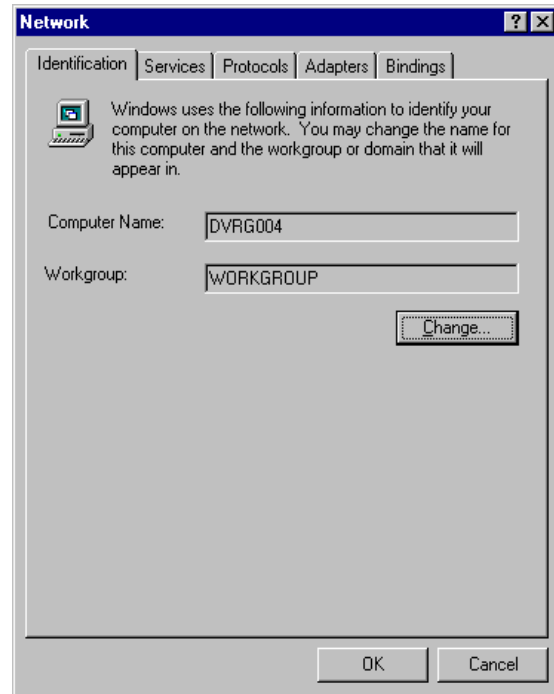 Network
Identification Services Protocols Adapters Bindings
Windows uses the following information to identify your
computer on the network. You may change the name for
this computer and the workgroup or domain that it will
appear in.
Computer Name: DVRG004
Workgroup: WORKGROUP
Change...
OK Cancel